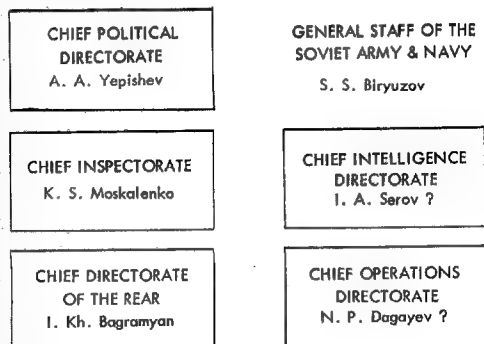 CHIEF POLITICAL
DIRECTORATE
A. A. Yepishev
GENERAL STAFF OF THE
SOVIET ARMY & NAVY
S. S. Biryuzov
CHIEF INSPECTORATE
K. S. Moskalenko
CHIEF INTELLIGENCE
DIRECTORATE
I. A. Serov ?
CHIEF DIRECTORATE
OF THE REAR
I. Kh. Bagramyan
CHIEF OPERATIONS
DIRECTORATE
N. P. Dagayev ?